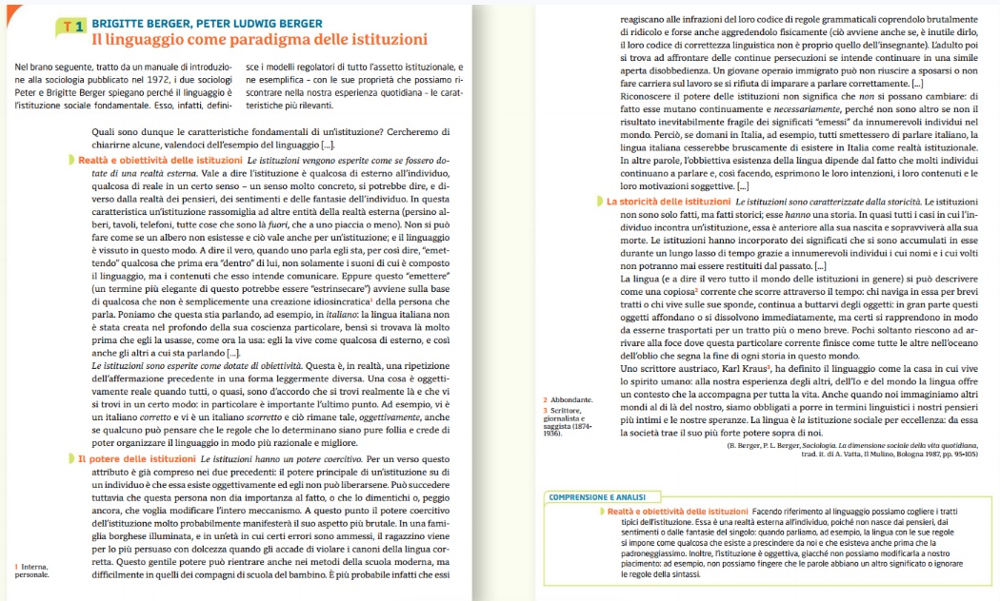 T 1 BRIGITTE BERGER, PETER LUDWIG BERGER
Il linguaggio come paradigma delle istituzioni
Nel brano seguente, tratto da un manuale di introduzio-
ne alla sociologia pubblicato nel 1972, i due sociologi
Peter e Brigitte Berger spiegano perché il linguaggio è
l'istituzione sociale fondamentale. Esso, infatti, defini-
sce i modelli regolatori di tutto l'assetto istituzionale, e
ne esemplifica - con le sue proprietà che possiamo ri-
scontrare nella nostra esperienza quotidiana - le carat-
teristiche più rilevanti.
Quali sono dunque le caratteristiche fondamentali di un'istituzione? Cercheremo di
chiarirne alcune, valendoci dell'esempio del linguaggio [...].
Realtà e obiettività delle istituzioni Le istituzioni vengono esperite come se fossero do-
tate di una realtà esterna. Vale a dire l'istituzione è qualcosa di esterno all'individuo,
qualcosa di reale in un certo senso – un senso molto concreto, si potrebbe dire, e di-
verso dalla realtà dei pensieri, dei sentimenti e delle fantasie dell'individuo. In questa
caratteristica un'istituzione rassomiglia ad altre entità della realtà esterna (persino al-
beri, tavoli, telefoni, tutte cose che sono là fuori, che a uno piaccia o meno). Non si può
fare come se un albero non esistesse e ciò vale anche per un'istituzione; e il linguaggio
è vissuto in questo modo. A dire il vero, quando uno parla egli sta, per così dire, "emet-
tendo" qualcosa che prima era "dentro" di lui, non solamente i suoni di cui è composto
il linguaggio, ma i contenuti che esso intende comunicare. Eppure questo "emettere"
(un termine più elegante di questo potrebbe essere "estrinsecare") avviene sulla base
di qualcosa che non è semplicemente una creazione idiosincratica1 della persona che
parla. Poniamo che questa stia parlando, ad esempio, in italiano: la lingua italiana non
è stata creata nel profondo della sua coscienza particolare, bensì si trovava là molto
prima che egli la usasse, come ora la usa: egli la vive come qualcosa di esterno, e così
anche gli altri a cui sta parlando [...].
Le istituzioni sono esperite come dotate di obiettività. Questa è, in realtà, una ripetizione
dell'affermazione precedente in una forma leggermente diversa. Una cosa è oggetti-
vamente reale quando tutti, o quasi, sono d'accordo che si trovi realmente là e che vi
si trovi in un certo modo: in particolare è importante l'ultimo punto. Ad esempio, vi è
un italiano corretto e vi è un italiano scorretto e ciò rimane tale, oggettivamente, anche
se qualcuno può pensare che le regole che lo determinano siano pure follia e crede di
poter organizzare il linguaggio in modo più razionale e migliore.
Il potere delle istituzioni Le istituzioni hanno un potere coercitivo. Per un verso questo
attributo è già compreso nei due precedenti: il potere principale di un'istituzione su di
un individuo è che essa esiste oggettivamente ed egli non può liberarsene. Può succedere
tuttavia che questa persona non dia importanza al fatto, o che lo dimentichi o, peggio
ancora, che voglia modificare l'intero meccanismo. A questo punto il potere coercitivo
dell'istituzione molto probabilmente manifesterà il suo aspetto più brutale. In una fami-
glia borghese illuminata, e in un'età in cui certi errori sono ammessi, il ragazzino viene
per lo più persuaso con dolcezza quando gli accade di violare i canoni della lingua cor-
retta. Questo gentile potere può rientrare anche nei metodi della scuola moderna, ma
difficilmente in quelli dei compagni di scuola del bambino. È più probabile infatti che essi
1 Interna,
personale.
reagiscano alle infrazioni del loro codice di regole grammaticali coprendolo brutalmente
di ridicolo e forse anche aggredendolo fisicamente (ciò avviene anche se, è inutile dirlo,
il loro codice di correttezza linguistica non è proprio quello dell'insegnante). L'adulto poi
si trova ad affrontare delle continue persecuzioni se intende continuare in una simile
aperta disobbedienza. Un giovane operaio immigrato può non riuscire a sposarsi o non
fare carriera sul lavoro se si rifiuta di imparare a parlare correttamente. [...]
Riconoscere il potere delle istituzioni non significa che non si possano cambiare: di
fatto esse mutano continuamente e necessariamente, perché non sono altro se non il
risultato inevitabilmente fragile dei significati "emessi" da innumerevoli individui nel
mondo. Perciò, se domani in Italia, ad esempio, tutti smettessero di parlare italiano, la
lingua italiana cesserebbe bruscamente di esistere in Italia come realtà istituzionale.
In altre parole, l'obbiettiva esistenza della lingua dipende dal fatto che molti individui
continuano a parlare e, così facendo, esprimono le loro intenzioni, i loro contenuti e le
loro motivazioni soggettive. [...]
La storicità delle istituzioni Le istituzioni sono caratterizzate dalla storicità. Le istituzioni
non sono solo fatti, ma fatti storici; esse hanno una storia. In quasi tutti i casi in cui l'in-
dividuo incontra un'istituzione, essa è anteriore alla sua nascita e sopravviverà alla sua
morte. Le istituzioni hanno incorporato dei significati che si sono accumulati in esse
durante un lungo lasso di tempo grazie a innumerevoli individui i cui nomi e i cui volti
non potranno mai essere restituiti dal passato. [...]
La lingua (e a dire il vero tutto il mondo delle istituzioni in genere) si può descrivere
come una copiosa2 corrente che scorre attraverso il tempo: chi naviga in essa per brevi
tratti o chi vive sulle sue sponde, continua a buttarvi degli oggetti: in gran parte questi
oggetti affondano o si dissolvono immediatamente, ma certi si rapprendono in modo
da esserne trasportati per un tratto più o meno breve. Pochi soltanto riescono ad ar-
rivare alla foce dove questa particolare corrente finisce come tutte le altre nell'oceano
dell'oblio che segna la fine di ogni storia in questo mondo.
Uno scrittore austriaco, Karl Kraus3, ha definito il linguaggio come la casa in cui vive
lo spirito umano: alla nostra esperienza degli altri, dell'Io e del mondo la lingua offre
un contesto che la accompagna per tutta la vita. Anche quando noi immaginiamo altri
mondi al di là del nostro, siamo obbligati a porre in termini linguistici i nostri pensieri
più intimi e le nostre speranze. La lingua è la istituzione sociale per eccellenza: da essa
la società trae il suo più forte potere sopra di noi.
(B. Berger, P. L. Berger, Sociologia. La dimensione sociale della vita quotidiana,
trad. it. di A. Vatta, Il Mulino, Bologna 1987, pp. 95-105)
2 Abbondante.
3 Scrittore,
giornalista e
saggista (1874-
1936).
COMPRENSIONE E ANALISI
Realtà e obiettività delle istituzioni Facendo riferimento al linguaggio possiamo cogliere i tratti
tipici dell'istituzione. Essa è una realtà esterna all'individuo, poiché non nasce dai pensieri, dai
sentimenti o dalle fantasie del singolo: quando parliamo, ad esempio, la lingua con le sue regole
si impone come qualcosa che esiste a prescindere da noi e che esisteva anche prima che la
padroneggiassimo. Inoltre, l'istituzione è oggettiva, giacché non possiamo modificarla a nostro
piacimento: ad esempio, non possiamo fingere che le parole abbiano un altro significato o ignorare
le regole della sintassi.